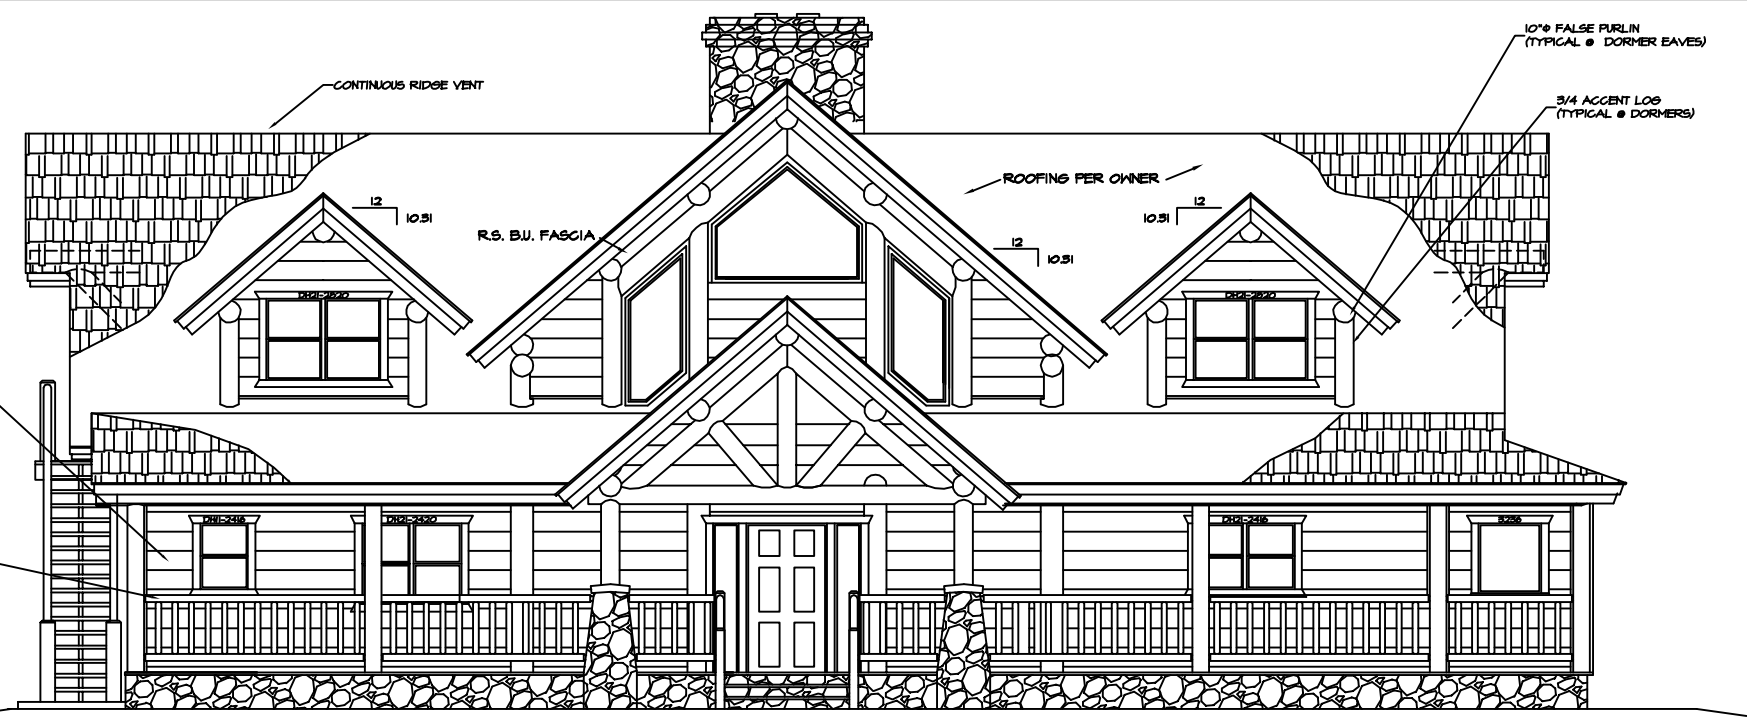 10"Φ FALSE PURLIN
(TYPICAL @ DORMER EAVES)
CONTINUOUS RIDGE VENT
3/4 ACCENT LOG
(TYPICAL @ DORMERS)
ROOFING PER OWNER
12
10.31
12
10.31
R.S. B.U. FASCIA
12
10.31
DH21-2820
DH21-2820
DH11-2416
DH21-2420
DH21-2416
3236